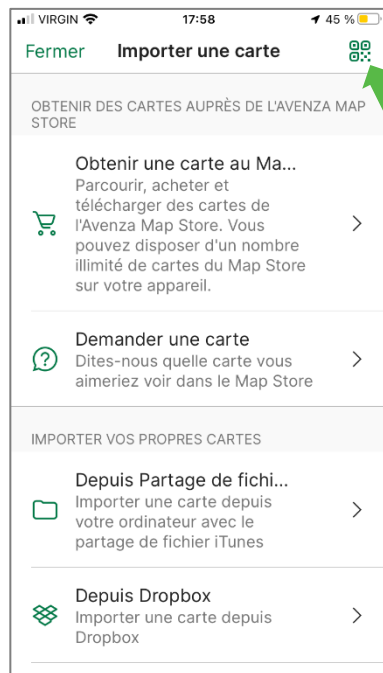 VIRGIN 17:58 45 %
Fermer Importer une carte
OBTENIR DES CARTES AUPRÈS DE L'AVENZA MAP
STORE
Obtenir une carte au Ma...
Parcourir, acheter et
télécharger des cartes de
l'Avenza Map Store. Vous
pouvez disposer d'un nombre
illimité de cartes du Map Store
sur votre appareil.
Demander une carte
Dites-nous quelle carte vous
aimeriez voir dans le Map Store
IMPORTER VOS PROPRES CARTES
Depuis Partage de fichi...
Importer une carte depuis
votre ordinateur avec le
partage de fichier iTunes
Depuis Dropbox
Importer une carte depuis
Dropbox